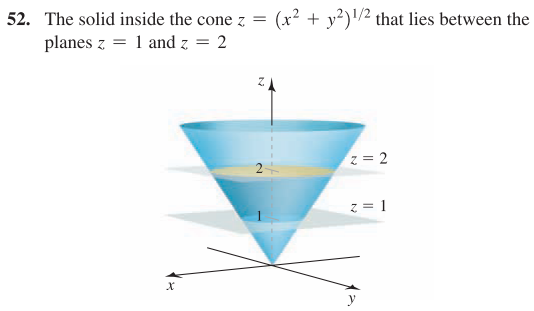 52. The solid inside the cone z = (x² + y²)^{1/2} that lies between the
planes z = 1 and z = 2
z
2
z = 2
1
z = 1
x
y